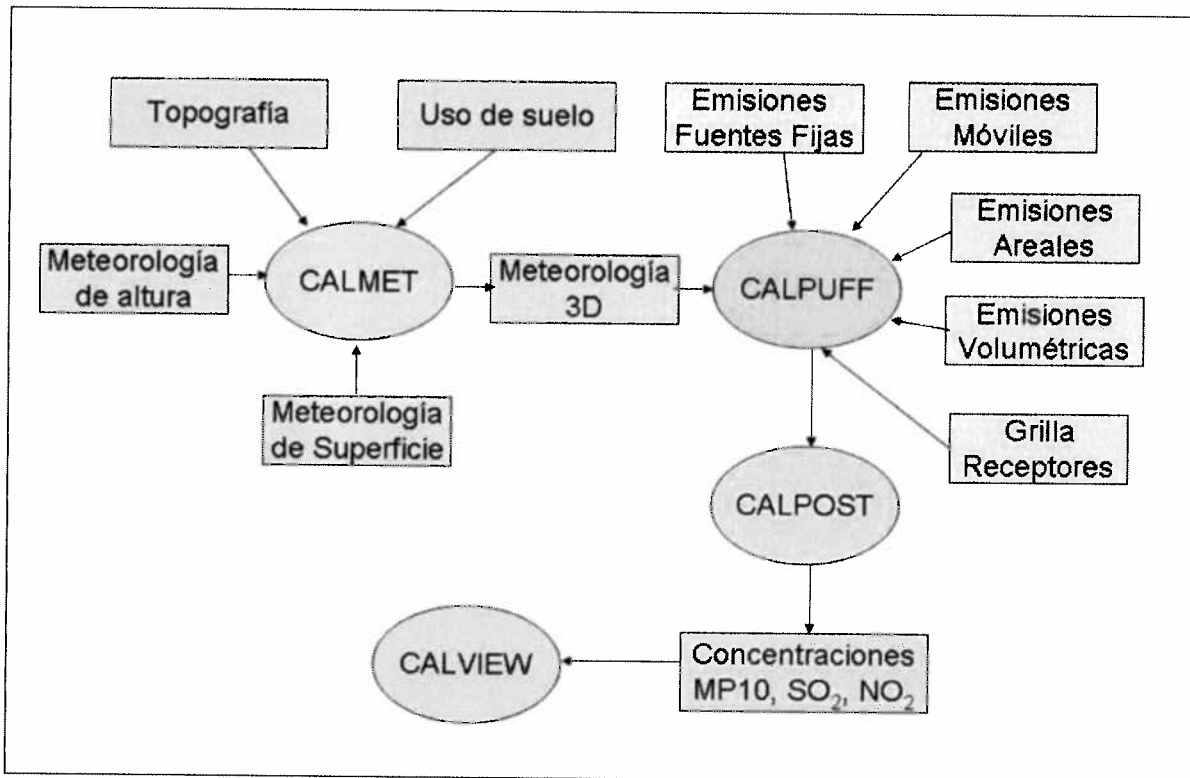 Topografía
Uso de suelo
Emisiones
Fuentes Fijas
Emisiones
Móviles
Meteorología
de altura
CALMET
Meteorología
3D
CALPUFF
Emisiones
Areales
Emisiones
Volumétricas
Meteorología
de Superficie
Grilla
Receptores
CALPOST
CALVIEW
Concentraciones
MP10, SO₂, NO₂